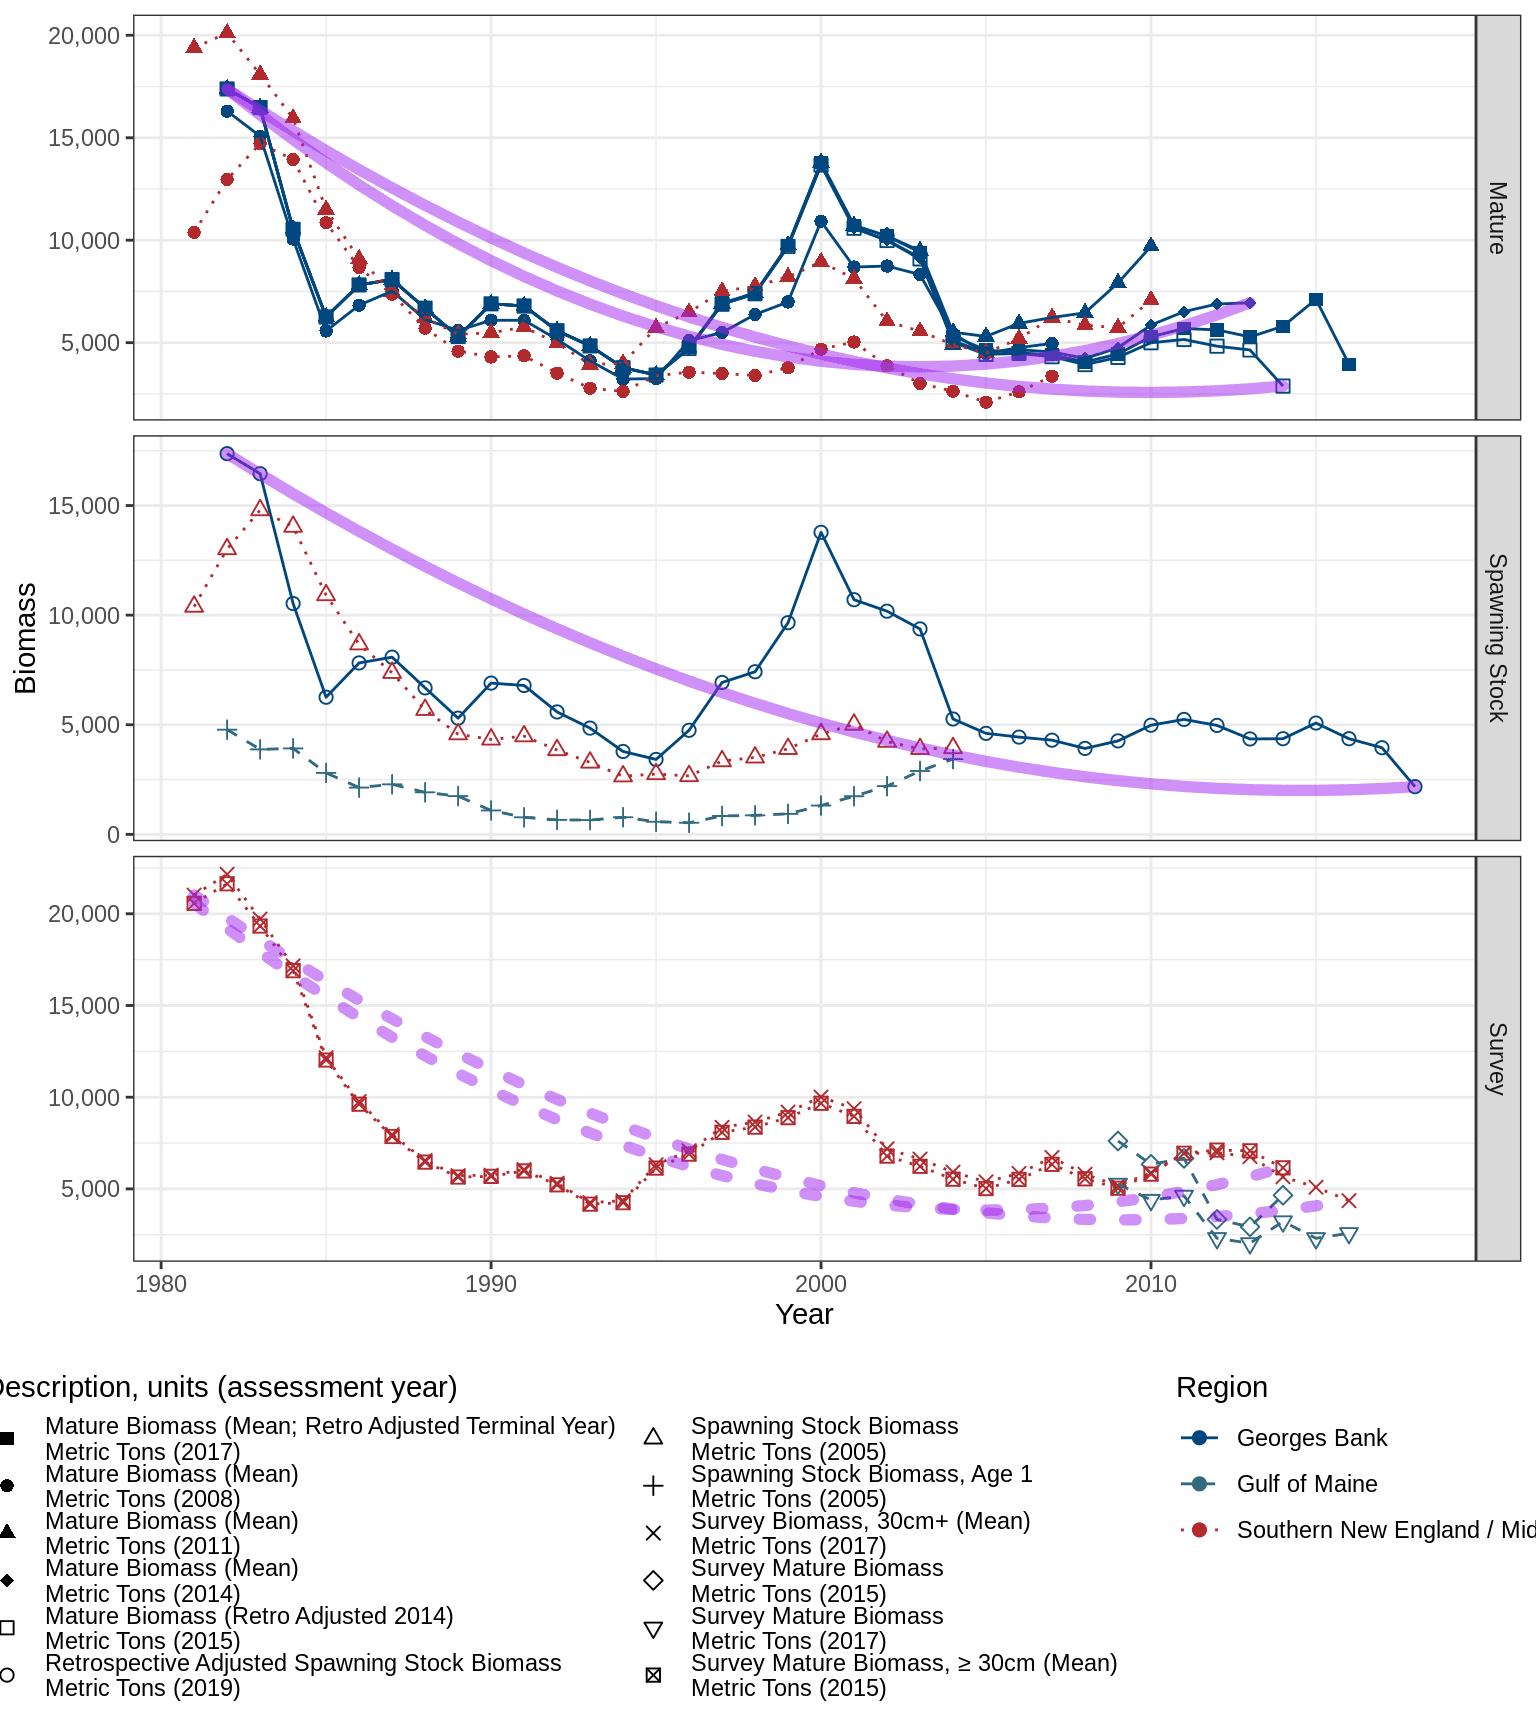 20,000
15,000
10,000
5,000
Mature
15,000
10,000
5,000
0
Spawning Stock
Biomass
20,000
15,000
10,000
5,000
Survey
1980
1990
2000
2010
Year
Description, units (assessment year)
Mature Biomass (Mean; Retro Adjusted Terminal Year)
Metric Tons (2017)
Mature Biomass (Mean)
Metric Tons (2008)
Mature Biomass (Mean)
Metric Tons (2011)
Mature Biomass (Mean)
Metric Tons (2014)
Mature Biomass (Retro Adjusted 2014)
Metric Tons (2015)
Retrospective Adjusted Spawning Stock Biomass
Metric Tons (2019)
Spawning Stock Biomass
Metric Tons (2005)
Spawning Stock Biomass, Age 1
Metric Tons (2005)
Survey Biomass, 30cm+ (Mean)
Metric Tons (2017)
Survey Mature Biomass
Metric Tons (2015)
Survey Mature Biomass
Metric Tons (2017)
Survey Mature Biomass, ≥ 30cm (Mean)
Metric Tons (2015)
Region
Georges Bank
Gulf of Maine
Southern New England / Mid